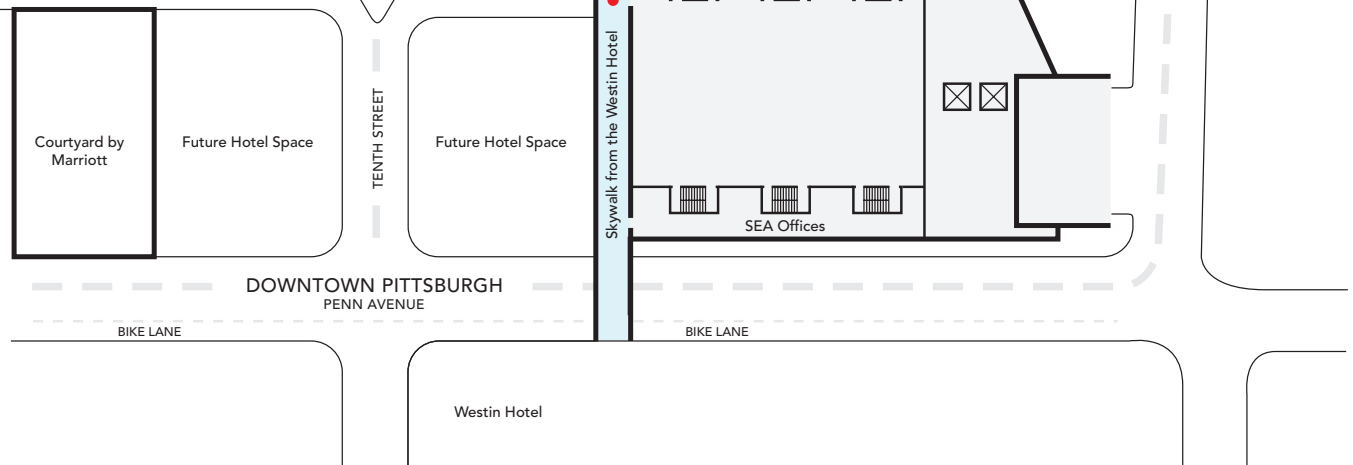 Skywalk from the Westin Hotel
TENTH STREET
Courtyard by
Marriott
Future Hotel Space
Future Hotel Space
SEA Offices
DOWNTOWN PITTSBURGH
PENN AVENUE
BIKE LANE
BIKE LANE
Westin Hotel